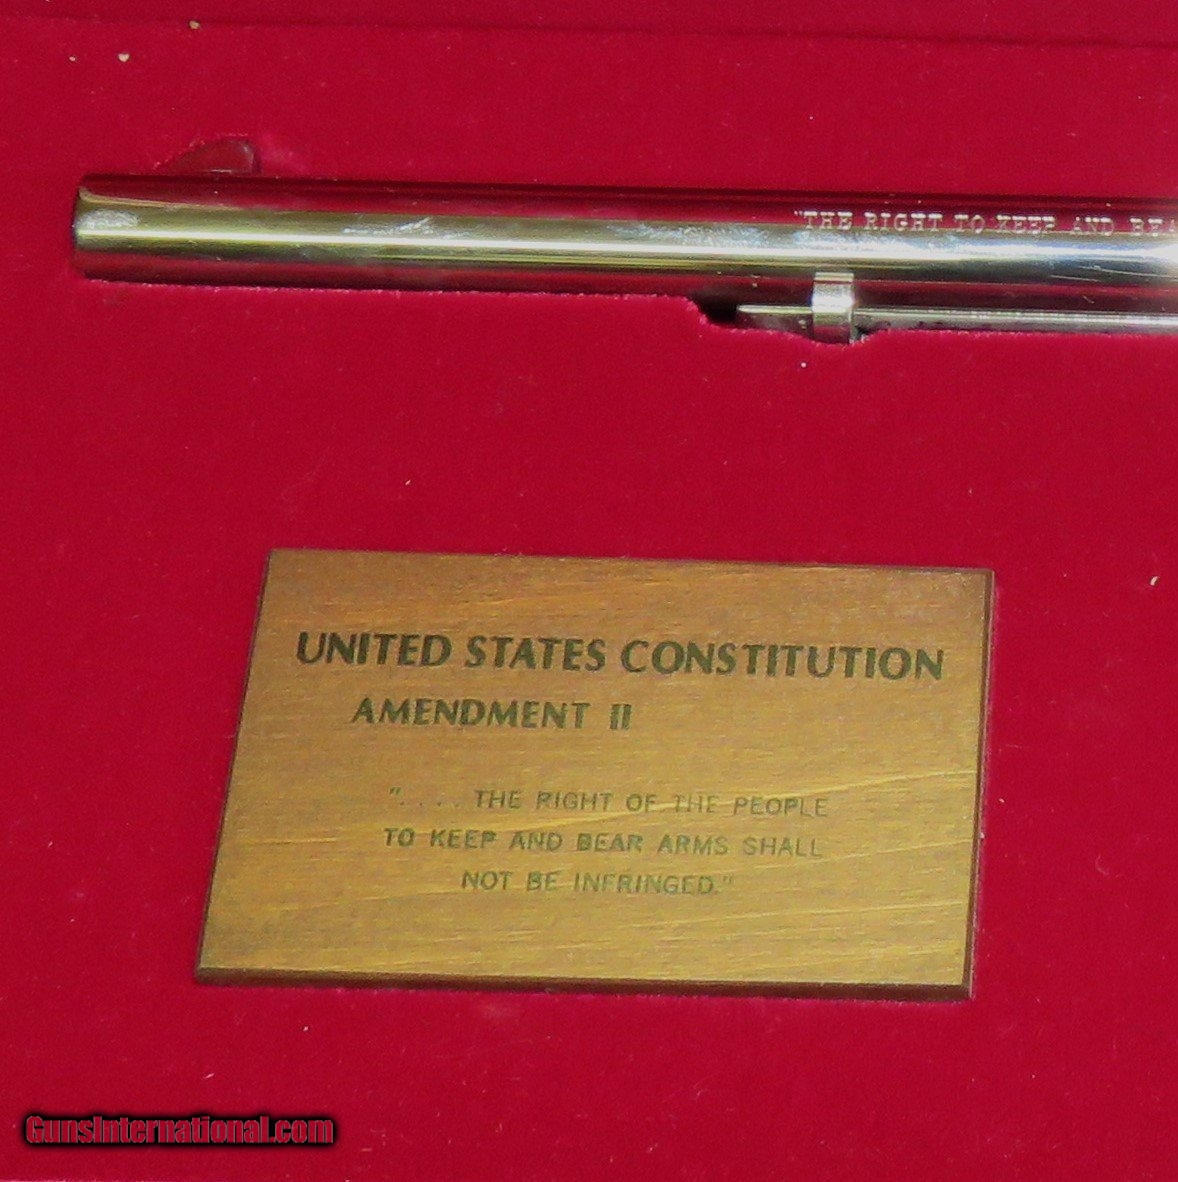 "THE RIGHT TO KEEP AND BEA
UNITED STATES CONSTITUTION
AMENDMENT II
". . . . THE RIGHT OF THE PEOPLE
TO KEEP AND BEAR ARMS SHALL
NOT BE INFRINGED."
GunsInternational.com